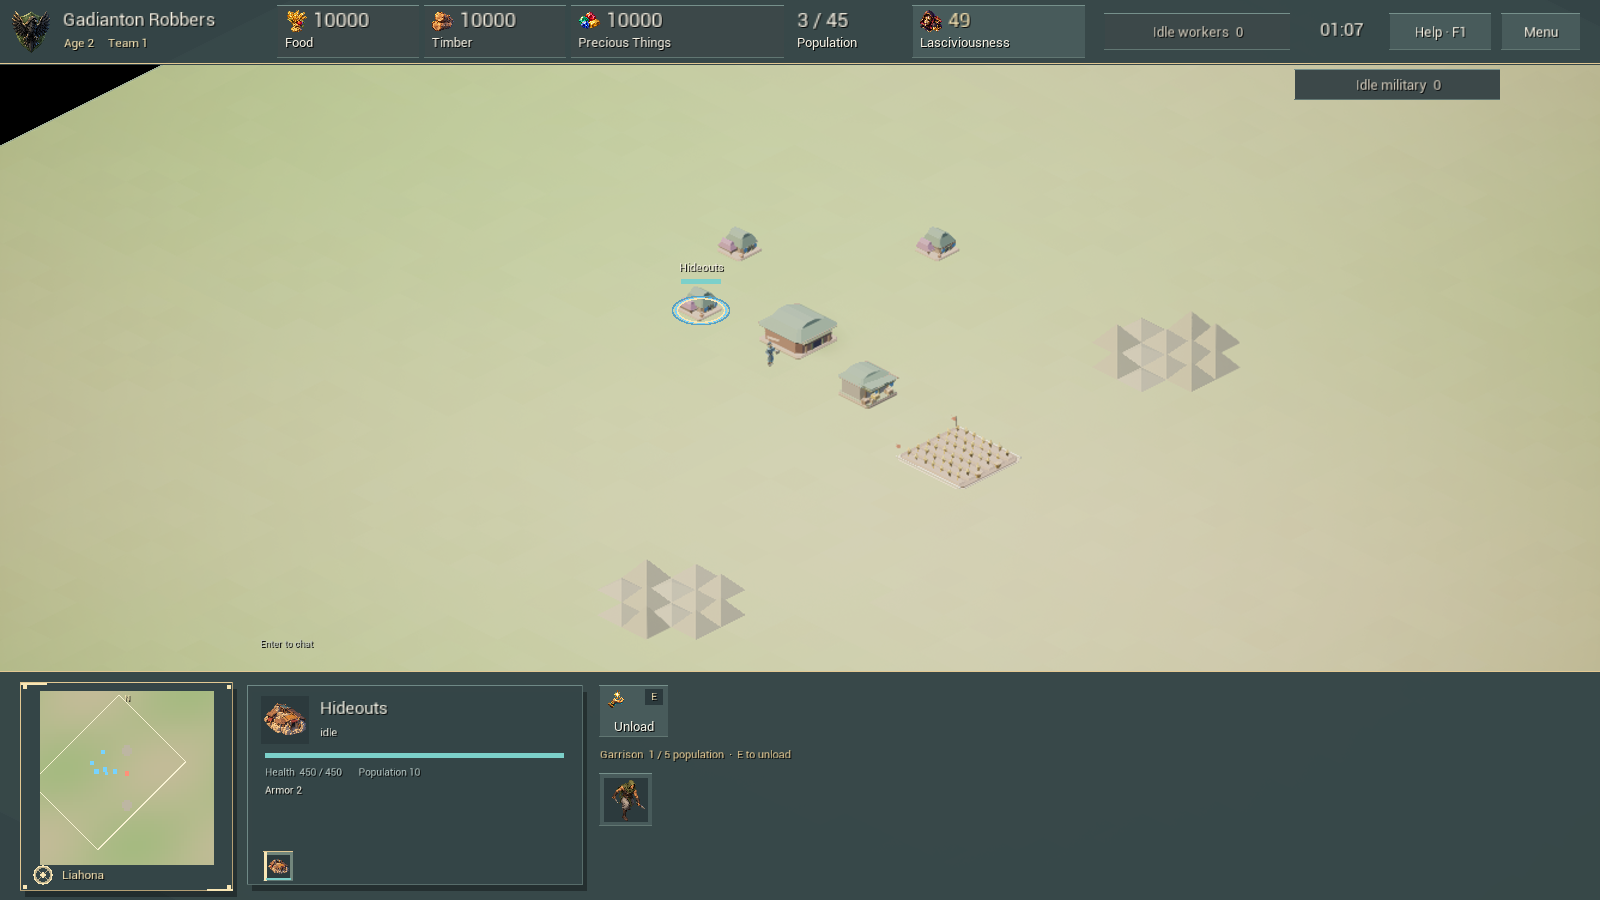 Gadianton Robbers
Age 2 Team 1
10000
Food
10000
Timber
10000
Precious Things
3 / 45
Population
49
Lasciviousness
Idle workers 0
01:07
Help · F1
Menu
Idle military 0
Hideouts
Enter to chat
N
Liahona
Hideouts
idle
Health 450 / 450 Population 10
Armor 2
E
Unload
Garrison 1 / 5 population · E to unload